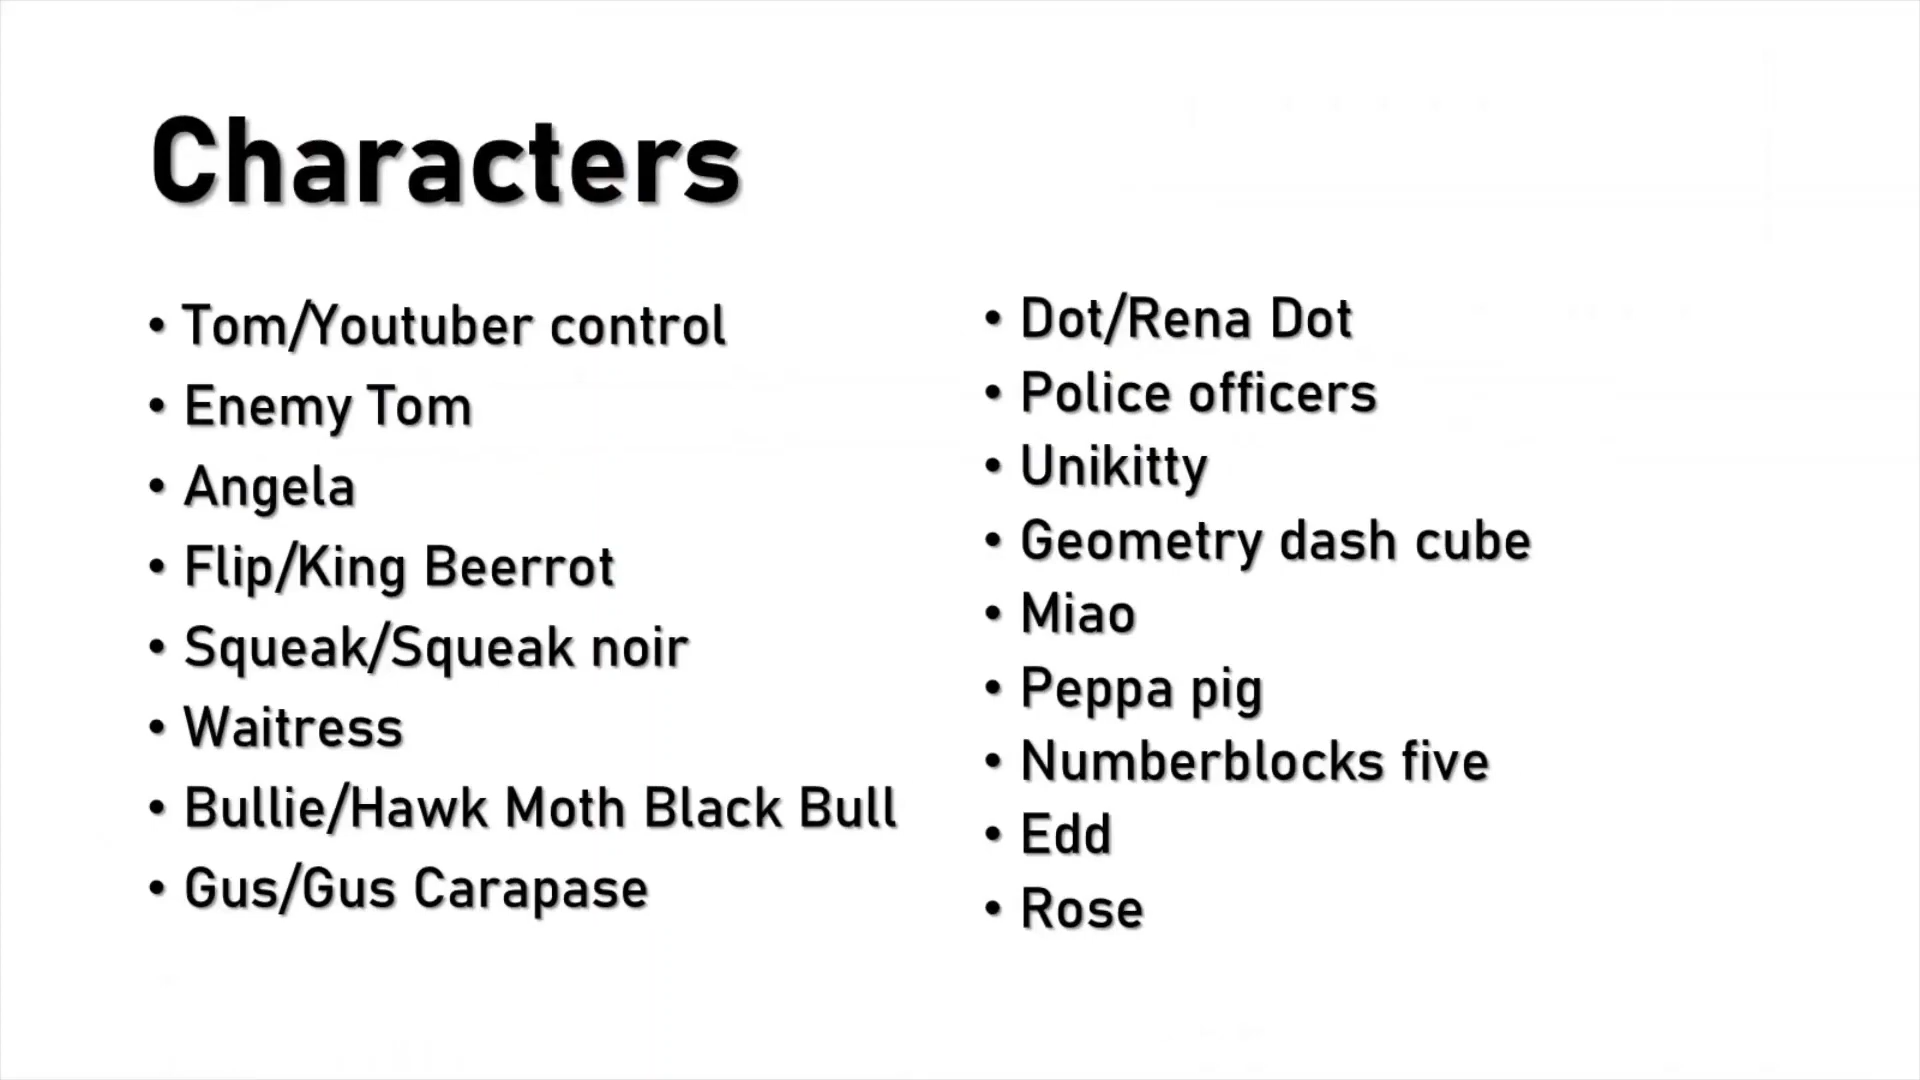 Characters
• Tom/Youtuber control
• Enemy Tom
• Angela
• Flip/King Beerrot
• Squeak/Squeak noir
• Waitress
• Bullie/Hawk Moth Black Bull
• Gus/Gus Carapase
• Dot/Rena Dot
• Police officers
• Unikitty
• Geometry dash cube
• Miao
• Peppa pig
• Numberblocks five
• Edd
• Rose